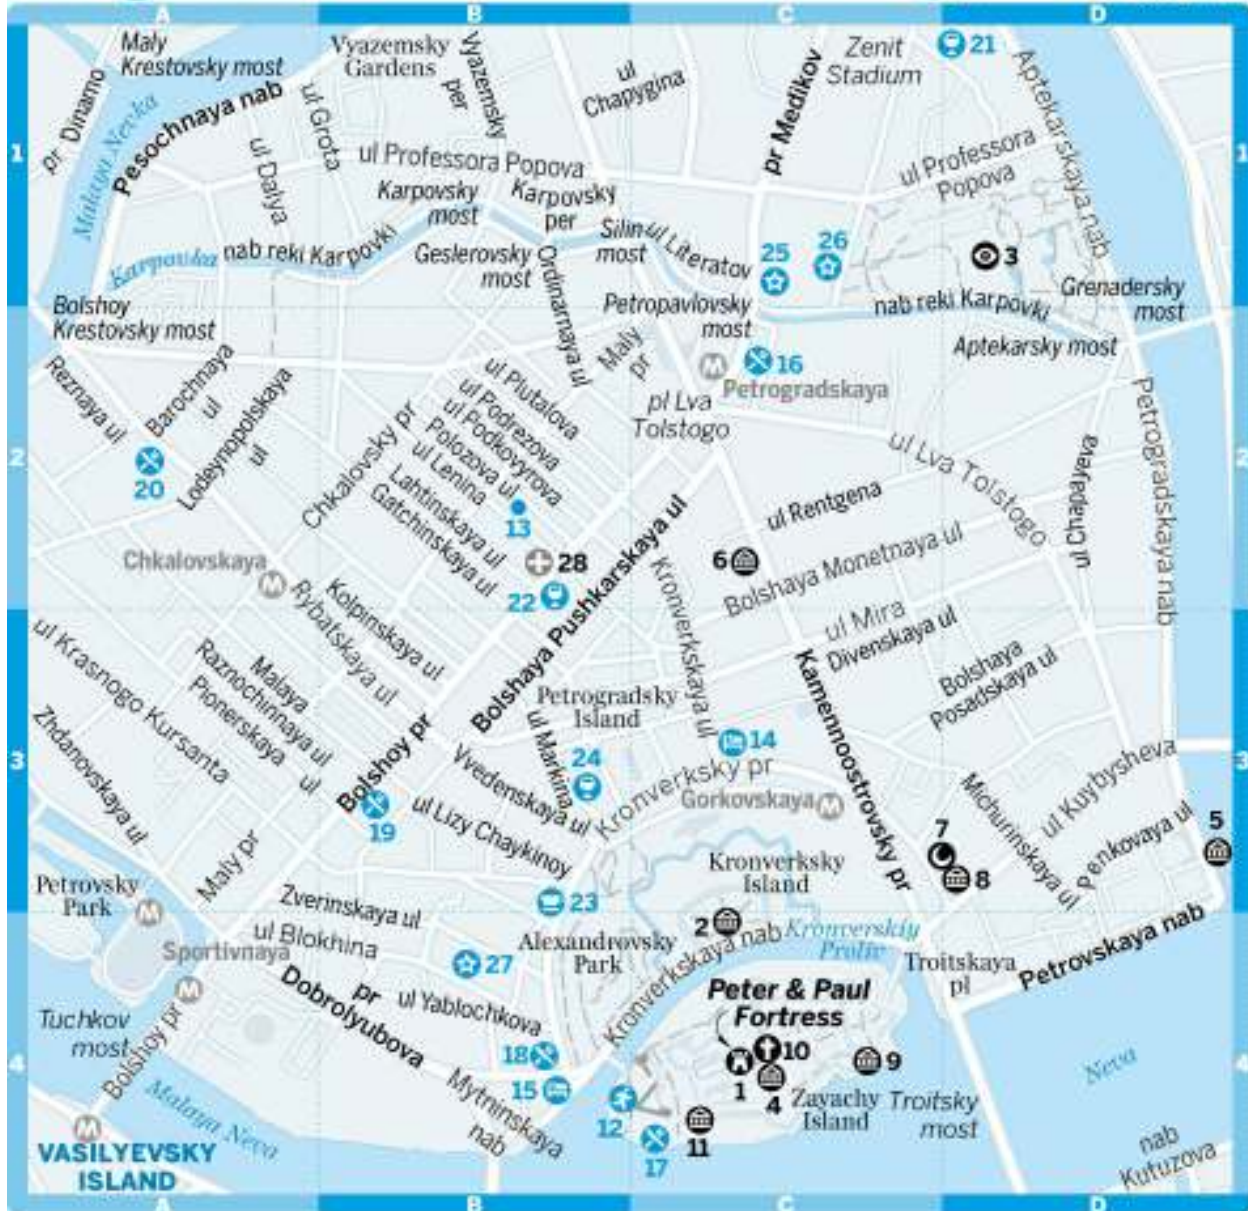 A
B
C
D
Maly
Krestovsky most
Vyazemsky
Gardens
Vyazemsky
per
ul
Chapygina
pr Medikov
Zenit
Stadium
21
Aptekarskaya nab
pr Dinamo
Malaya Nevka
Pesochnaya nab
ul Grota
1
1
ul Daliya
ul Professora Popova
ul Professora
Popova
Karpovsky
most
Karpovsky
per
Silin
most
ul Literatov
25
26
3
Karpovka
nab reki Karpovki
Geslerovsky
most
Ordinarnaya ul
Petropavlovsky
most
nab reki Karpovki
Grenadersky
most
Bolshoy
Krestovsky most
Aptekarsky most
Reznaya ul
Barochnaya
ul
Lodeynopolskaya
ul
Maly
pr
16
Petrogradskaya
pl Lva
Tolstogo
Petrogradskaya nab
ul Plutalova
ul Podrezova
ul Podkovyrova
Polozova ul
ul Lenina
Lahtinskaya ul
Gatchinskaya ul
Chkalovsky pr
2
2
20
13
ul Lva Tolstogo
ul Chapayeva
ul Rentgena
Bolshaya Pushkarskaya ul
Chkalovskaya
28
22
6
Bolshaya Monetnaya ul
Kronverkskaya ul
Rybatskaya ul
Kolpinskaya ul
ul Mira
Divenskaya ul
ul Krasnogo Kursanta
Malaya
Raznochinnaya ul
Pionerskaya
ul
Kamennoostrovsky pr
Bolshaya
Posadskaya ul
Petrogradsky
Island
Zhdanovskaya ul
Bolshoy pr
ul Markina
14
24
3
3
Vvedenskaya ul
Kronverksky pr
Gorkovskaya
Michurinskaya ul
ul Kuybysheva
Penkovaya ul
19
ul Lizy Chaykinoy
7
5
Maly pr
Kronverksky
Island
8
Petrovsky
Park
Zverinskaya ul
23
2
Kronverkskaya nab
Kronverskiy
Proliv
Petrovskaya nab
Sportivnaya
ul Blokhina
27
Alexandrovsky
Park
Troitskaya
pl
pr
Dobrolyubova
ul Yablochkova
Peter & Paul
Fortress
Tuchkov
most
Bolshoy pr
18
10
9
4
4
Neva
Malaya Neva
Mytninskaya
nab
15
12
1
4
Zayachy
Island
Troitsky
most
11
17
VASILYEVSKY
ISLAND
nab
Kutuzova
A
B
C
D